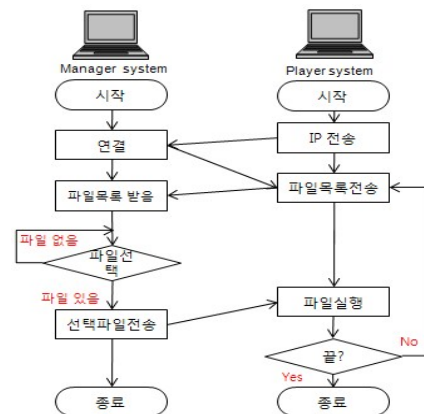 Manager system
Player system
시작
시작
연결
IP 전송
파일목록 받음
파일목록전송
파일 없음
파일선
택
파일 있음
선택파일전송
파일실행
끝?
No
Yes
종료
종료